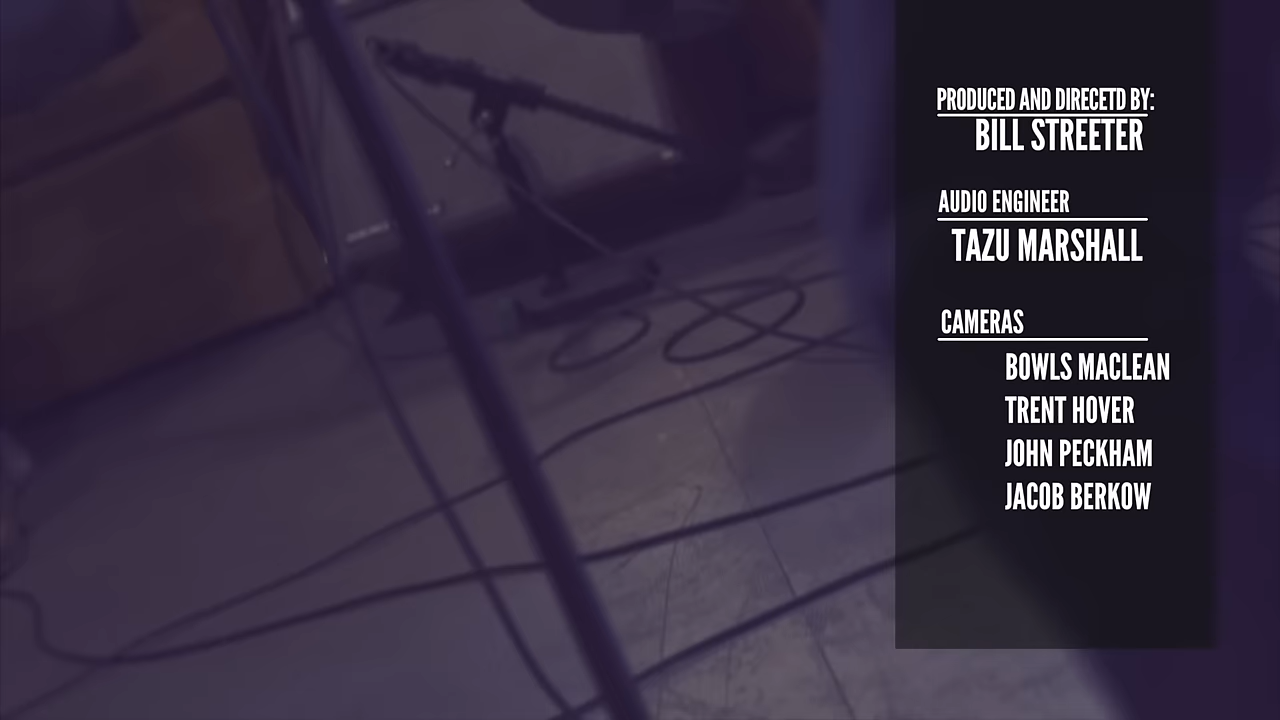 PRODUCED AND DIRECETD BY:
BILL STREETER
AUDIO ENGINEER
TAZU MARSHALL
CAMERAS
BOWLS MACLEAN
TRENT HOVER
JOHN PECKHAM
JACOB BERKOW